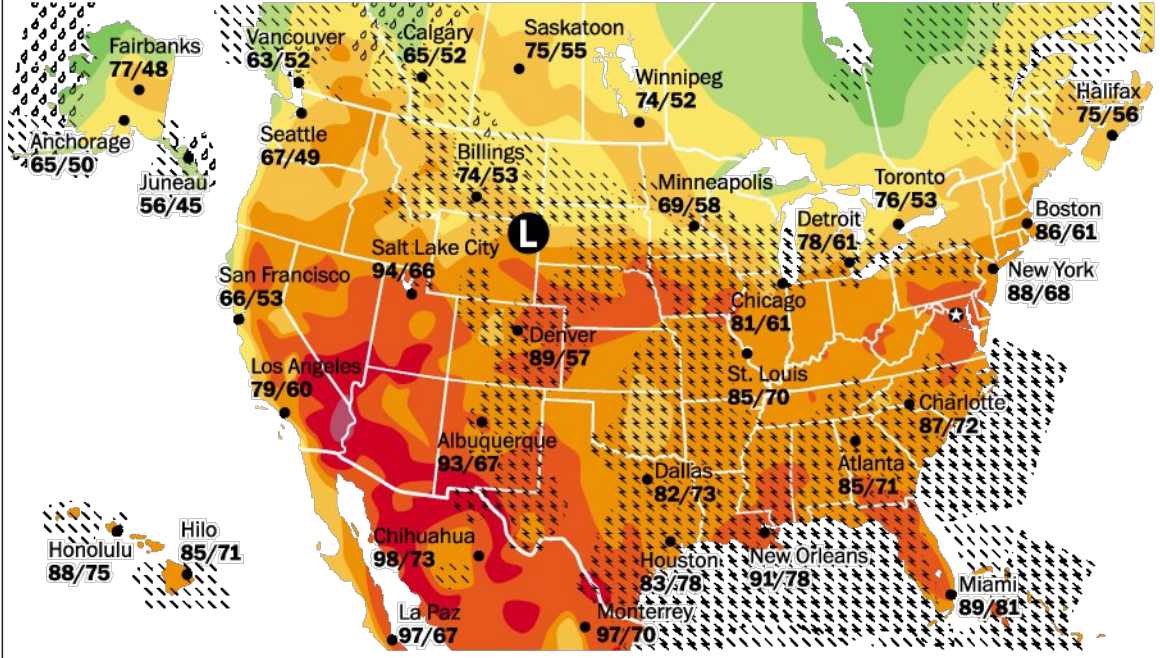 Fairbanks
77/48
Vancouver
63/52
Calgary
65/52
Saskatoon
75/55
Winnipeg
74/52
Halifax
75/56
Anchorage
65/50
Juneau
56/45
Seattle
67/49
Billings
74/53
Minneapolis
69/58
Toronto
76/53
Detroit
78/61
Boston
86/61
L
Salt Lake City
94/66
San Francisco
66/53
New York
88/68
Chicago
81/61
Denver
89/57
Los Angeles
79/60
St. Louis
85/70
Charlotte
87/72
Albuquerque
93/67
Dallas
82/73
Atlanta
85/71
Honolulu
88/75
Hilo
85/71
Chihuahua
98/73
Houston
83/78
New Orleans
91/78
Miami
89/81
La Paz
97/67
Monterrey
97/70